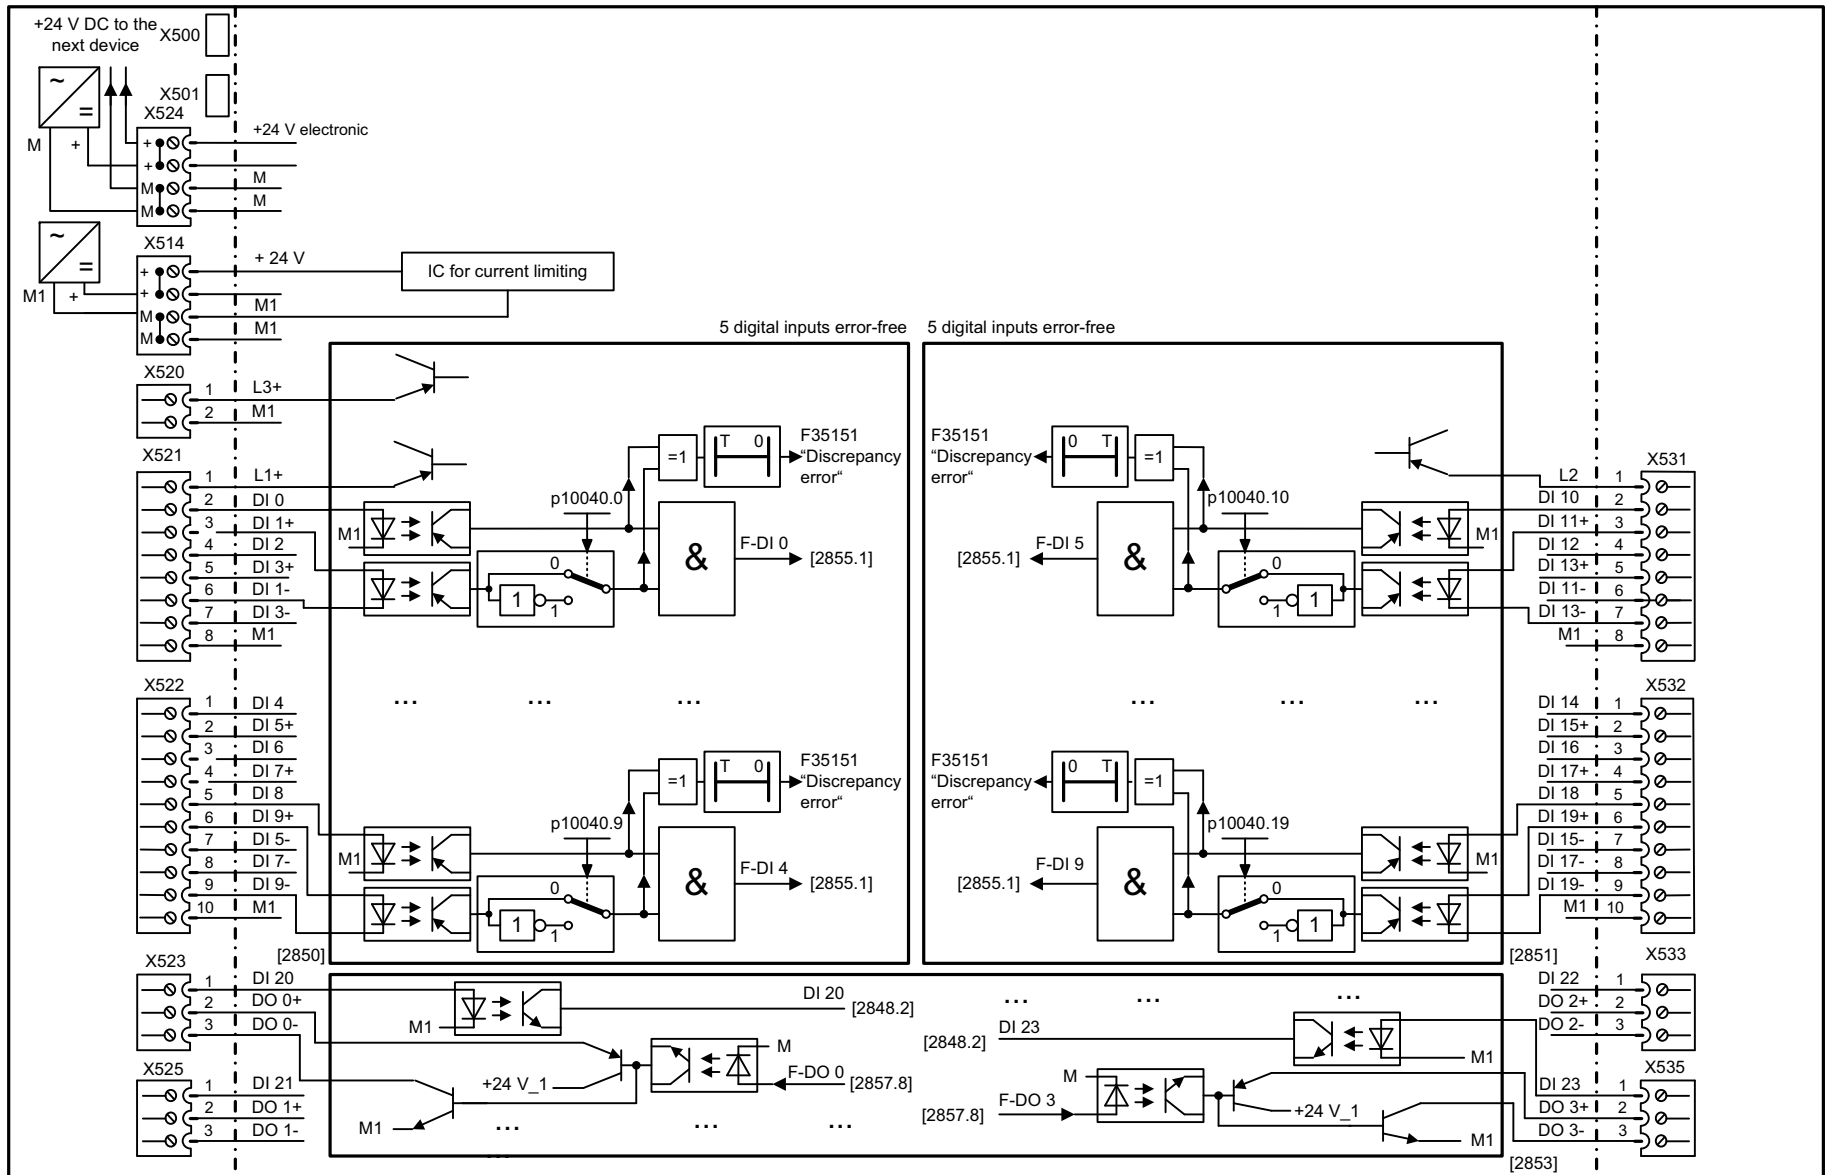 +24 V DC to the
next device
X500
X501
~
=
M
+
X524
+
+
M
M
+24 V electronic
M
M
~
=
M1
+
X514
+
+
M
M
+ 24 V
M1
M1
IC for current limiting
X520
1 L3+
2 M1
X521
1 L1+
2 DI 0
3 DI 1+
4 DI 2
5 DI 3+
6 DI 1-
7 DI 3-
8 M1
X522
1 DI 4
2 DI 5+
3 DI 6
4 DI 7+
5 DI 8
6 DI 9+
7 DI 5-
8 DI 7-
9 DI 9-
10 M1
X523
1 DI 20
2 DO 0+
3 DO 0-
X525
1 DI 21
2 DO 1+
3 DO 1-
5 digital inputs error-free
M1
p10040.0
0
1
1
=1
T 0
F35151
“Discrepancy
error“
&
F-DI 0
[2855.1]
... ... ...
M1
p10040.9
0
1
1
=1
T 0
F35151
“Discrepancy
error“
&
F-DI 4
[2855.1]
[2850]
5 digital inputs error-free
F35151
“Discrepancy
error“
0 T
=1
p10040.10
0
1
1
M1
&
F-DI 5
[2855.1]
... ... ...
F35151
“Discrepancy
error“
0 T
=1
p10040.19
0
1
1
M1
&
F-DI 9
[2855.1]
[2851]
M1
DI 20
[2848.2]
M
F-DO 0
[2857.8]
+24 V_1
M1
... ... ...
...
... ... ...
DI 23
[2848.2]
M1
M
F-DO 3
[2857.8]
+24 V_1
M1
[2853]
X531
L2 1
DI 10 2
DI 11+ 3
DI 12 4
DI 13+ 5
DI 11- 6
DI 13- 7
M1 8
X532
DI 14 1
DI 15+ 2
DI 16 3
DI 17+ 4
DI 18 5
DI 19+ 6
DI 15- 7
DI 17- 8
DI 19- 9
M1 10
X533
DI 22 1
DO 2+ 2
DO 2- 3
X535
DI 23 1
DO 3+ 2
DO 3- 3